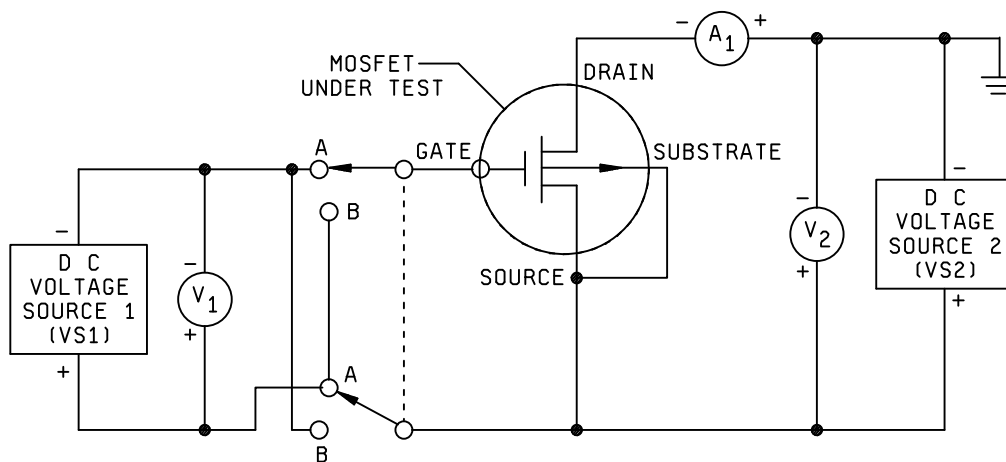 - A1 +
MOSFET
UNDER TEST
DRAIN
A
GATE
SUBSTRATE
B
-
D C
VOLTAGE
SOURCE 1
(VS1)
+
-
V1
+
SOURCE
-
V2
+
-
D C
VOLTAGE
SOURCE 2
(VS2)
+
A
B